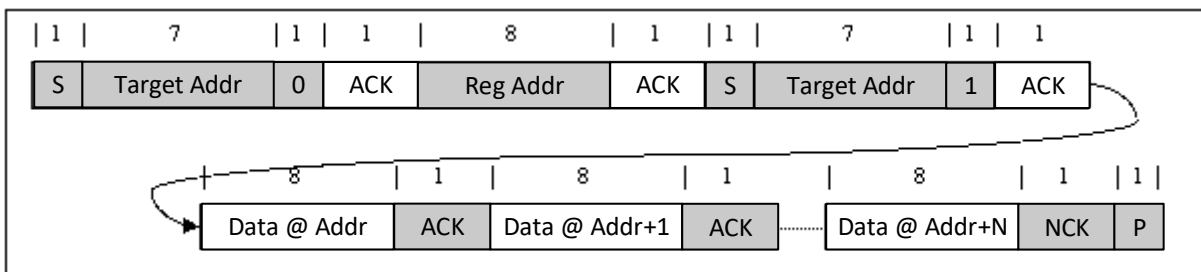 | 1 | 7 | 1 | 1 | 8 | 1 | 1 | 7 | 1 | 1
S Target Addr 0 ACK Reg Addr ACK S Target Addr 1 ACK
| 8 | 1 | 8 | 1 | 8 | 1 | 1 |
Data @ Addr ACK Data @ Addr+1 ACK Data @ Addr+N NCK P